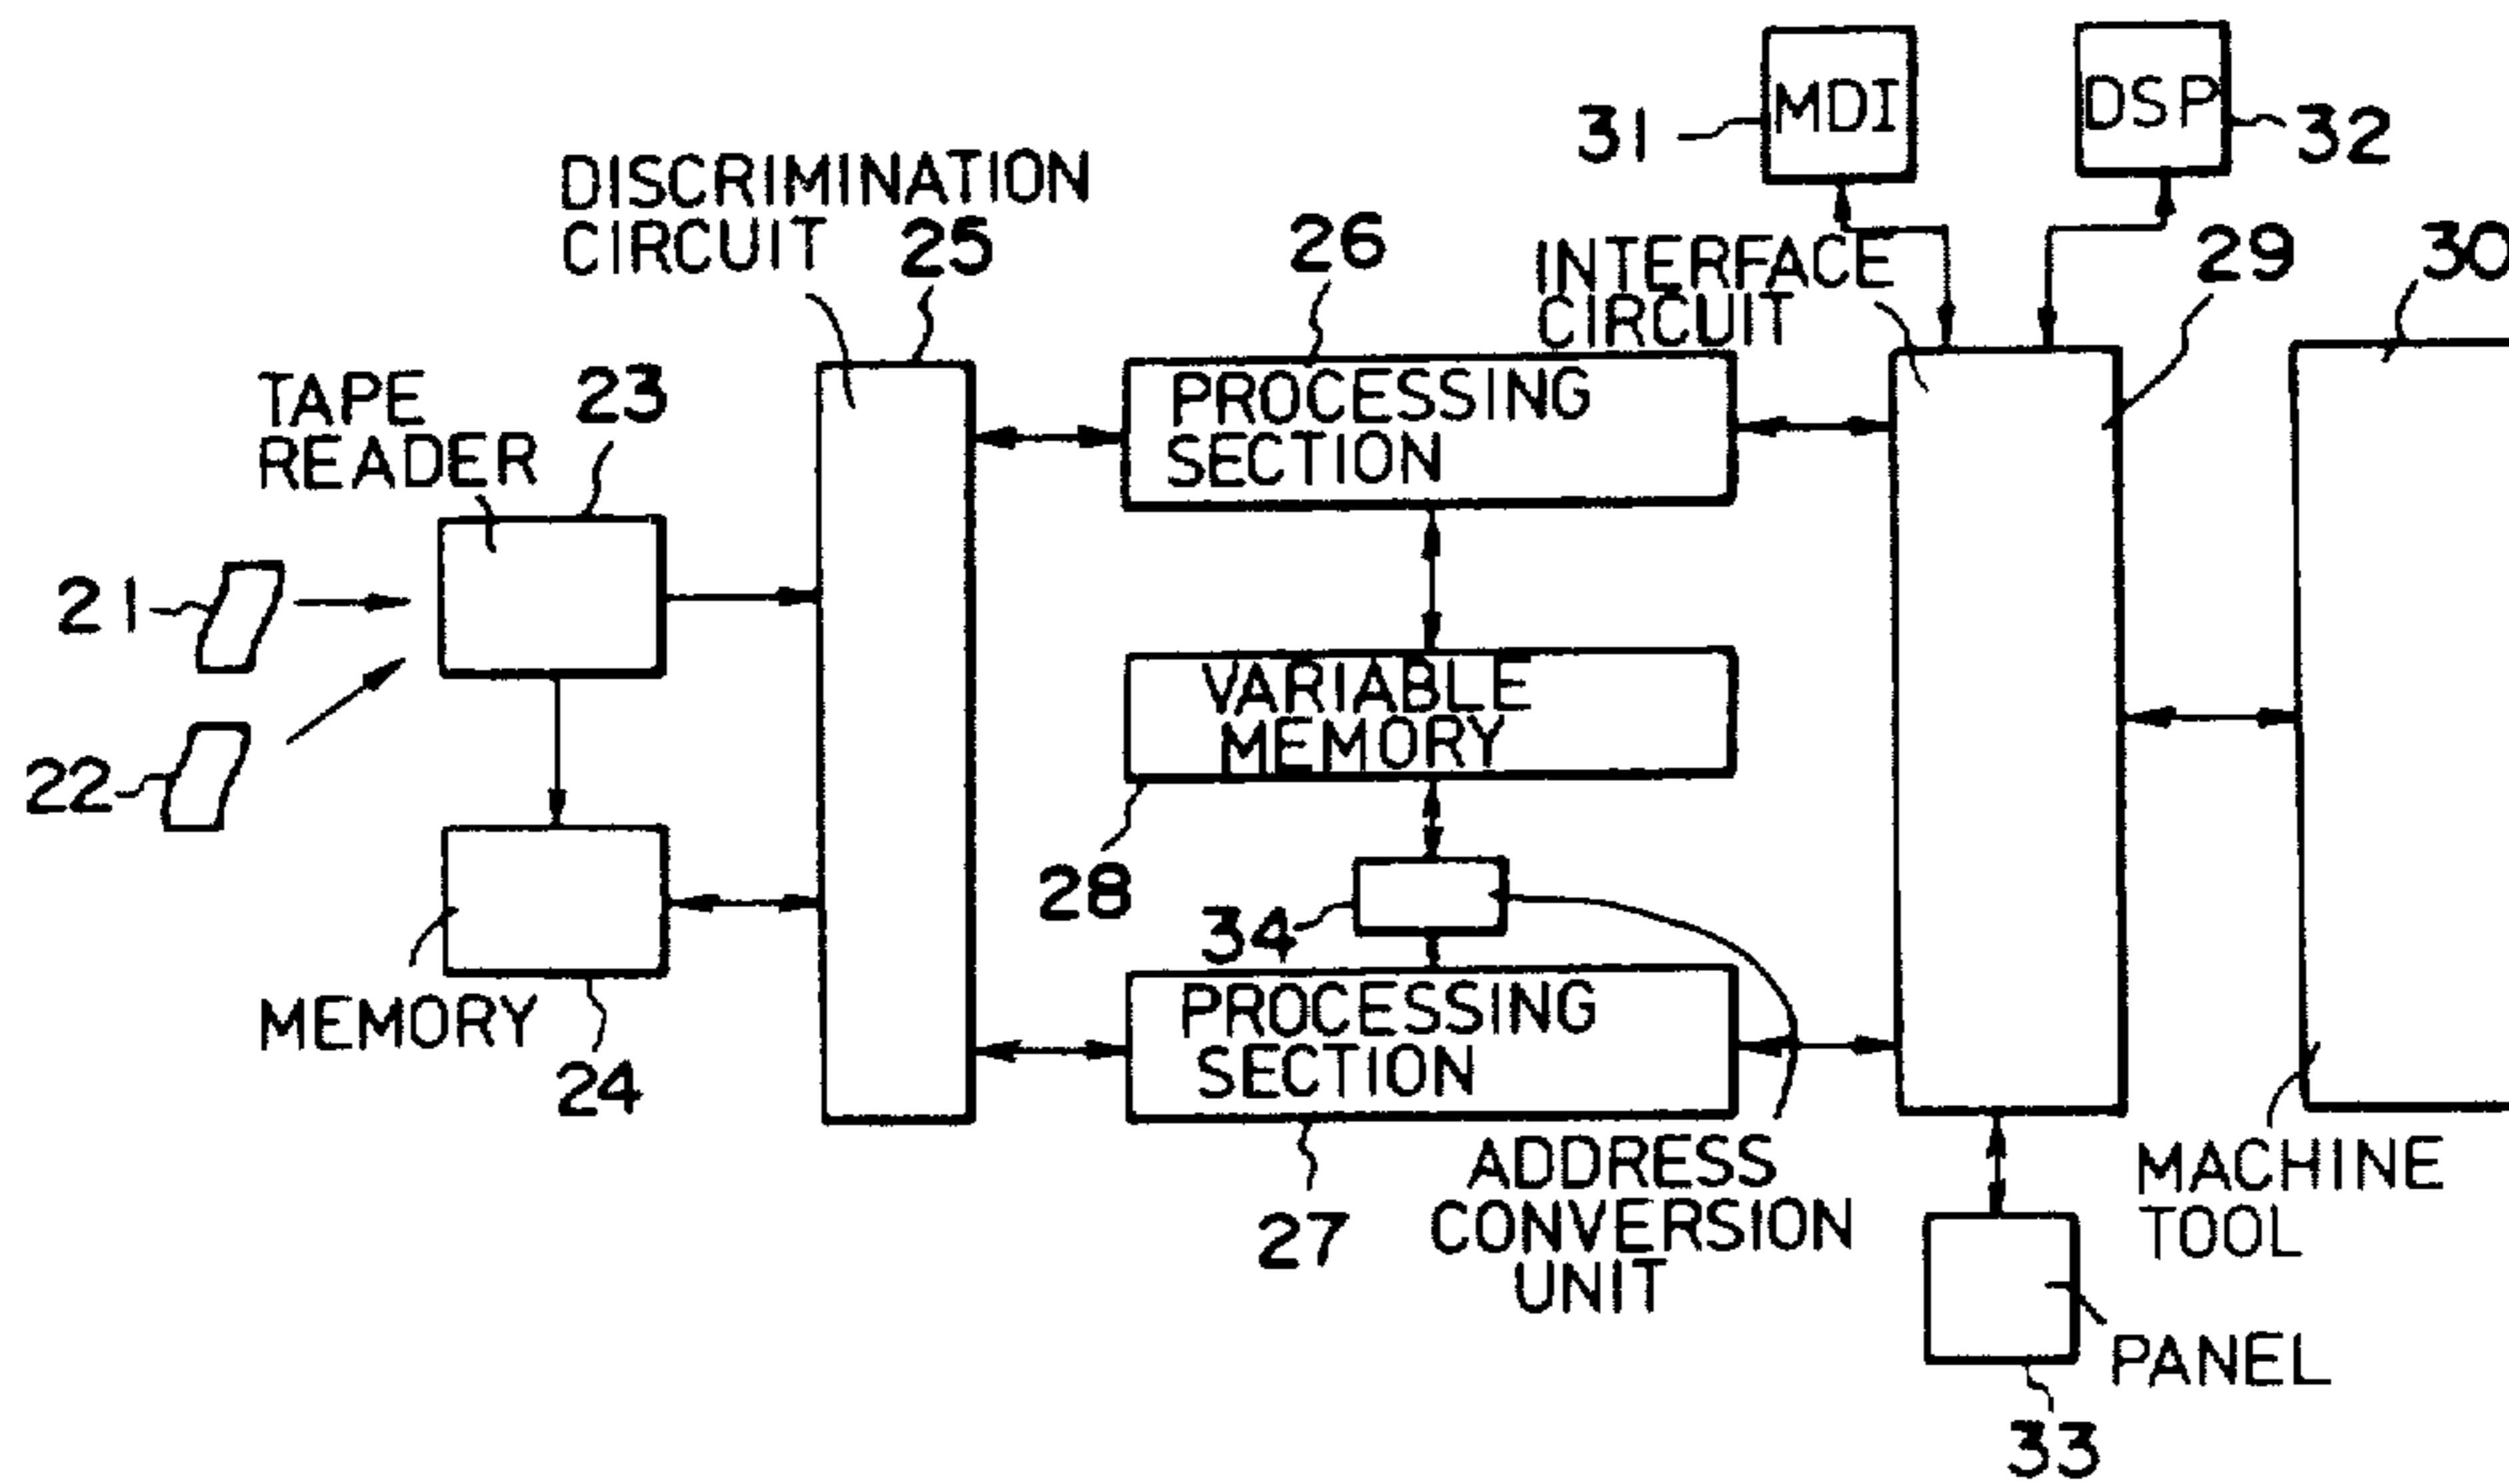 MDI
DSP
31
32
DISCRIMINATION
CIRCUIT 25
26
INTERFACE
CIRCUIT
29
30
TAPE
READER
23
PROCESSING
SECTION
21
22
VARIABLE
MEMORY
28
34
MEMORY
24
PROCESSING
SECTION
27
ADDRESS
CONVERSION
UNIT
MACHINE
TOOL
PANEL
33